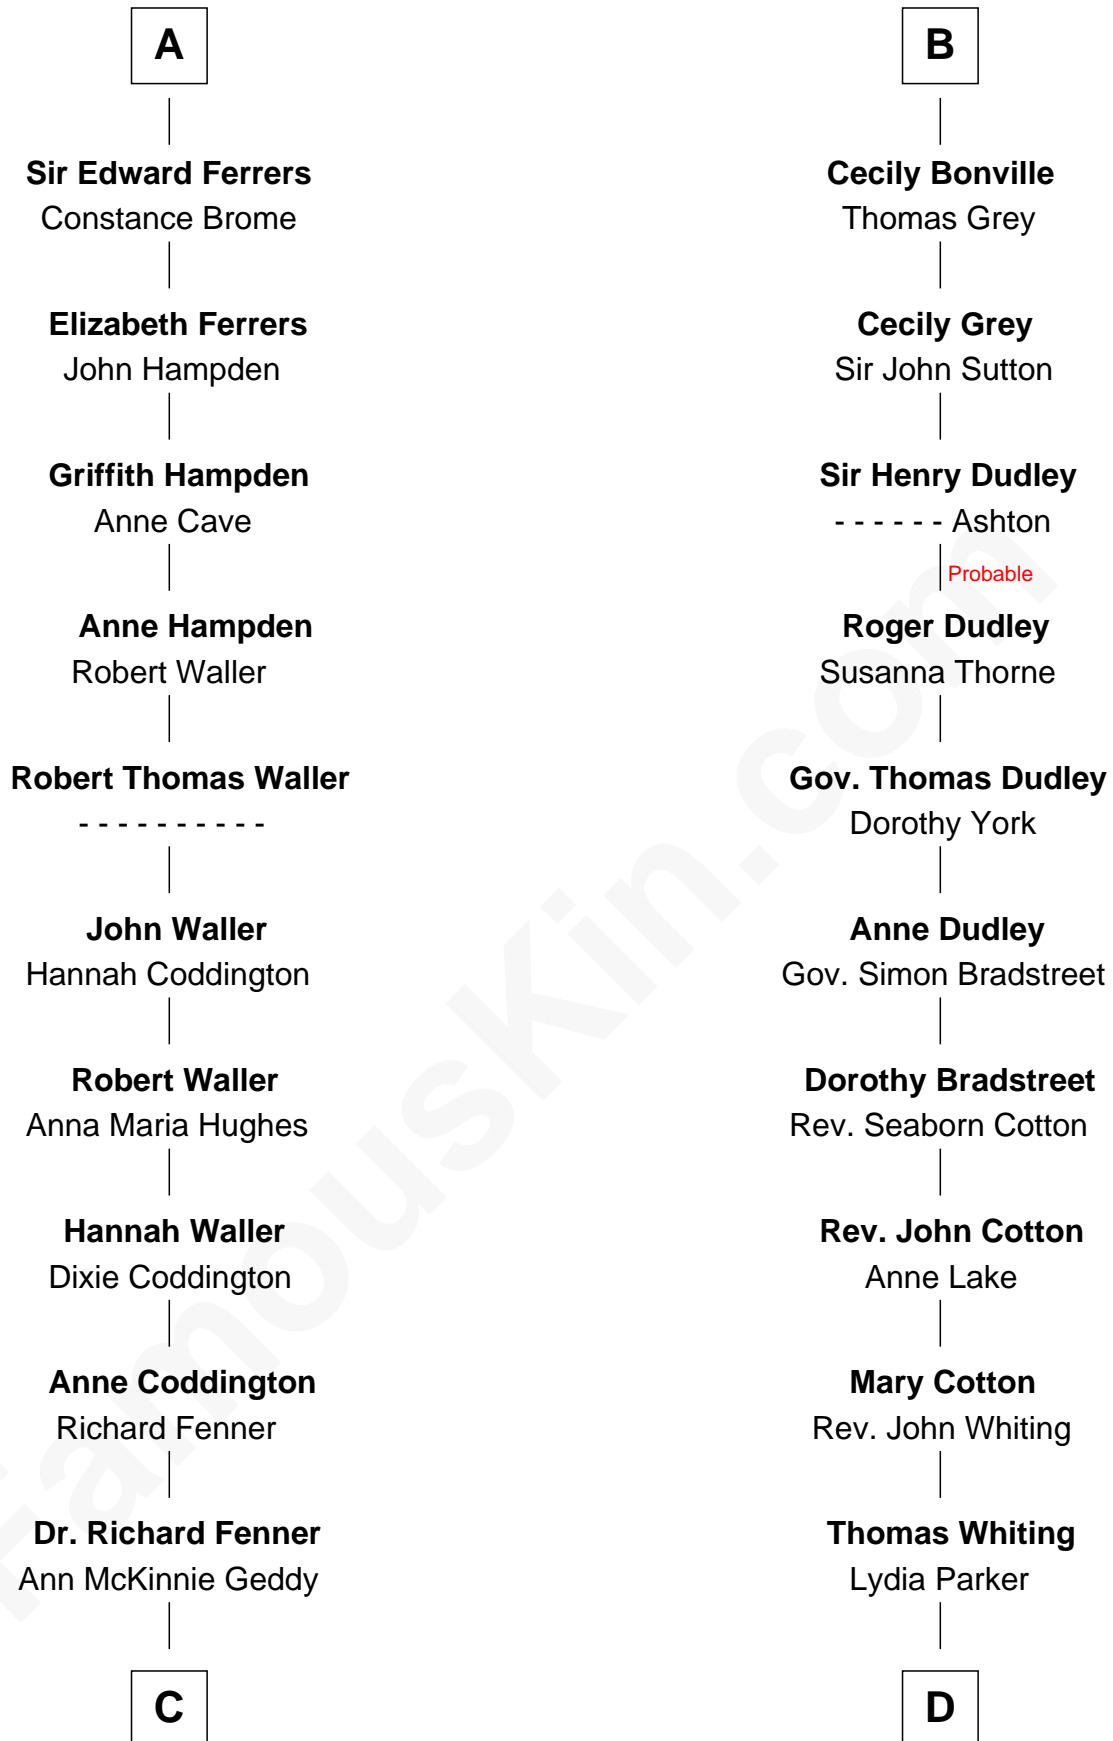 A
Sir Edward Ferrers
Constance Brome
Elizabeth Ferrers
John Hampden
Griffith Hampden
Anne Cave
Anne Hampden
Robert Waller
Robert Thomas Waller
- - - - - - - - - -
John Waller
Hannah Coddington
Robert Waller
Anna Maria Hughes
Hannah Waller
Dixie Coddington
Anne Coddington
Richard Fenner
Dr. Richard Fenner
Ann McKinnie Geddy
C
B
Cecily Bonville
Thomas Grey
Cecily Grey
Sir John Sutton
Sir Henry Dudley
- - - - - - Ashton
Probable
Roger Dudley
Susanna Thorne
Gov. Thomas Dudley
Dorothy York
Anne Dudley
Gov. Simon Bradstreet
Dorothy Bradstreet
Rev. Seaborn Cotton
Rev. John Cotton
Anne Lake
Mary Cotton
Rev. John Whiting
Thomas Whiting
Lydia Parker
D
FamousKin.com